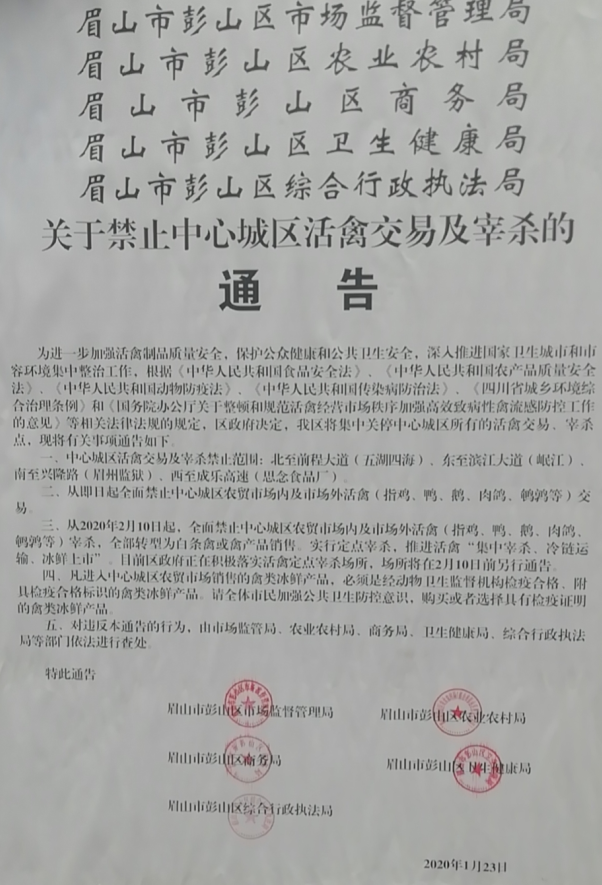 眉山市彭山区市场监督管理局
眉山市彭山区农业农村局
眉山市彭山区商务局
眉山市彭山区卫生健康局
眉山市彭山区综合行政执法局
关于禁止中心城区活禽交易及宰杀的
通告
为进一步加强活禽制品质量安全，保护公众健康和公共卫生安全，深入推进国家卫生城市和市
容环境集中整治工作，根据《中华人民共和国食品安全法》、《中华人民共和国农产品质量安全
法》、《中华人民共和国动物防疫法》、《中华人民共和国传染病防治法》、《四川省城乡环境综
合治理条例》和《国务院办公厅关于整顿和规范活禽经营市场秩序加强高效致病性禽流感防控工作
的意见》等相关法律法规的规定，区政府决定，我区将集中关停中心城区所有的活禽交易、宰杀
点，现将有关事项通告如下。
一、中心城区活禽交易及宰杀禁止范围：北至前程大道（五湖四海）、东至滨江大道（岷江）、
南至兴隆路（眉州监狱）、西至成乐高速（思念食品厂）。
二、从即日起全面禁止中心城区农贸市场内及市场外活禽（指鸡、鸭、鹅、肉鸽、鹌鹑等）交
易。
三、从2020年2月10日起，全面禁止中心城区农贸市场内及市场外活禽（指鸡、鸭、鹅、肉鸽、
鹌鹑等）宰杀，全部转型为白条禽或禽产品销售。实行定点宰杀，推进活禽“集中宰杀、冷链运
输、冰鲜上市”。目前区政府正在积极落实活禽定点宰杀场所，场所将在2月10日前另行通告。
四、凡进入中心城区农贸市场销售的禽类冰鲜产品，必须是经动物卫生监督机构检疫合格、附
具检疫合格标识的禽类冰鲜产品。请全体市民加强公共卫生防控意识，购买或者选择具有检疫证明
的禽类冰鲜产品。
五、对违反本通告的行为，由市场监管局、农业农村局、商务局、卫生健康局、综合行政执法
局等部门依法进行查处。
特此通告
眉山市彭山区市场监督管理局 眉山市彭山区农业农村局
眉山市彭山区商务局 眉山市彭山区卫生健康局
眉山市彭山区综合行政执法局
2020年1月23日